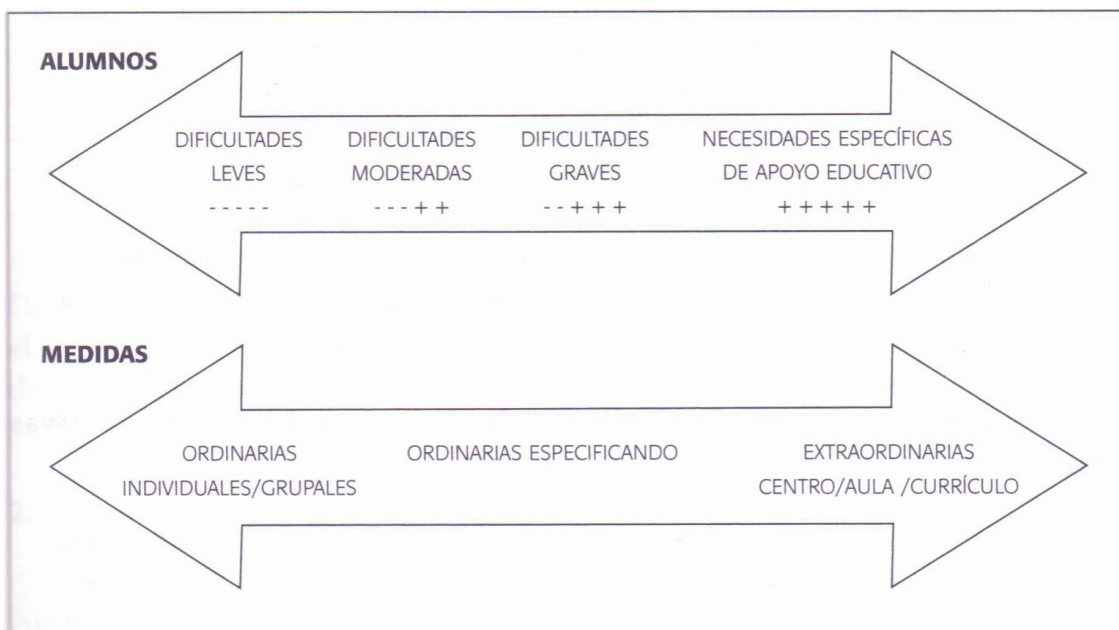 ALUMNOS
DIFICULTADES
LEVES
- - - - -
DIFICULTADES
MODERADAS
- - - + +
DIFICULTADES
GRAVES
- - + + +
NECESIDADES ESPECÍFICAS
DE APOYO EDUCATIVO
+ + + + +
MEDIDAS
ORDINARIAS
INDIVIDUALES/GRUPALES
ORDINARIAS ESPECIFICANDO
EXTRAORDINARIAS
CENTRO/AULA /CURRÍCULO